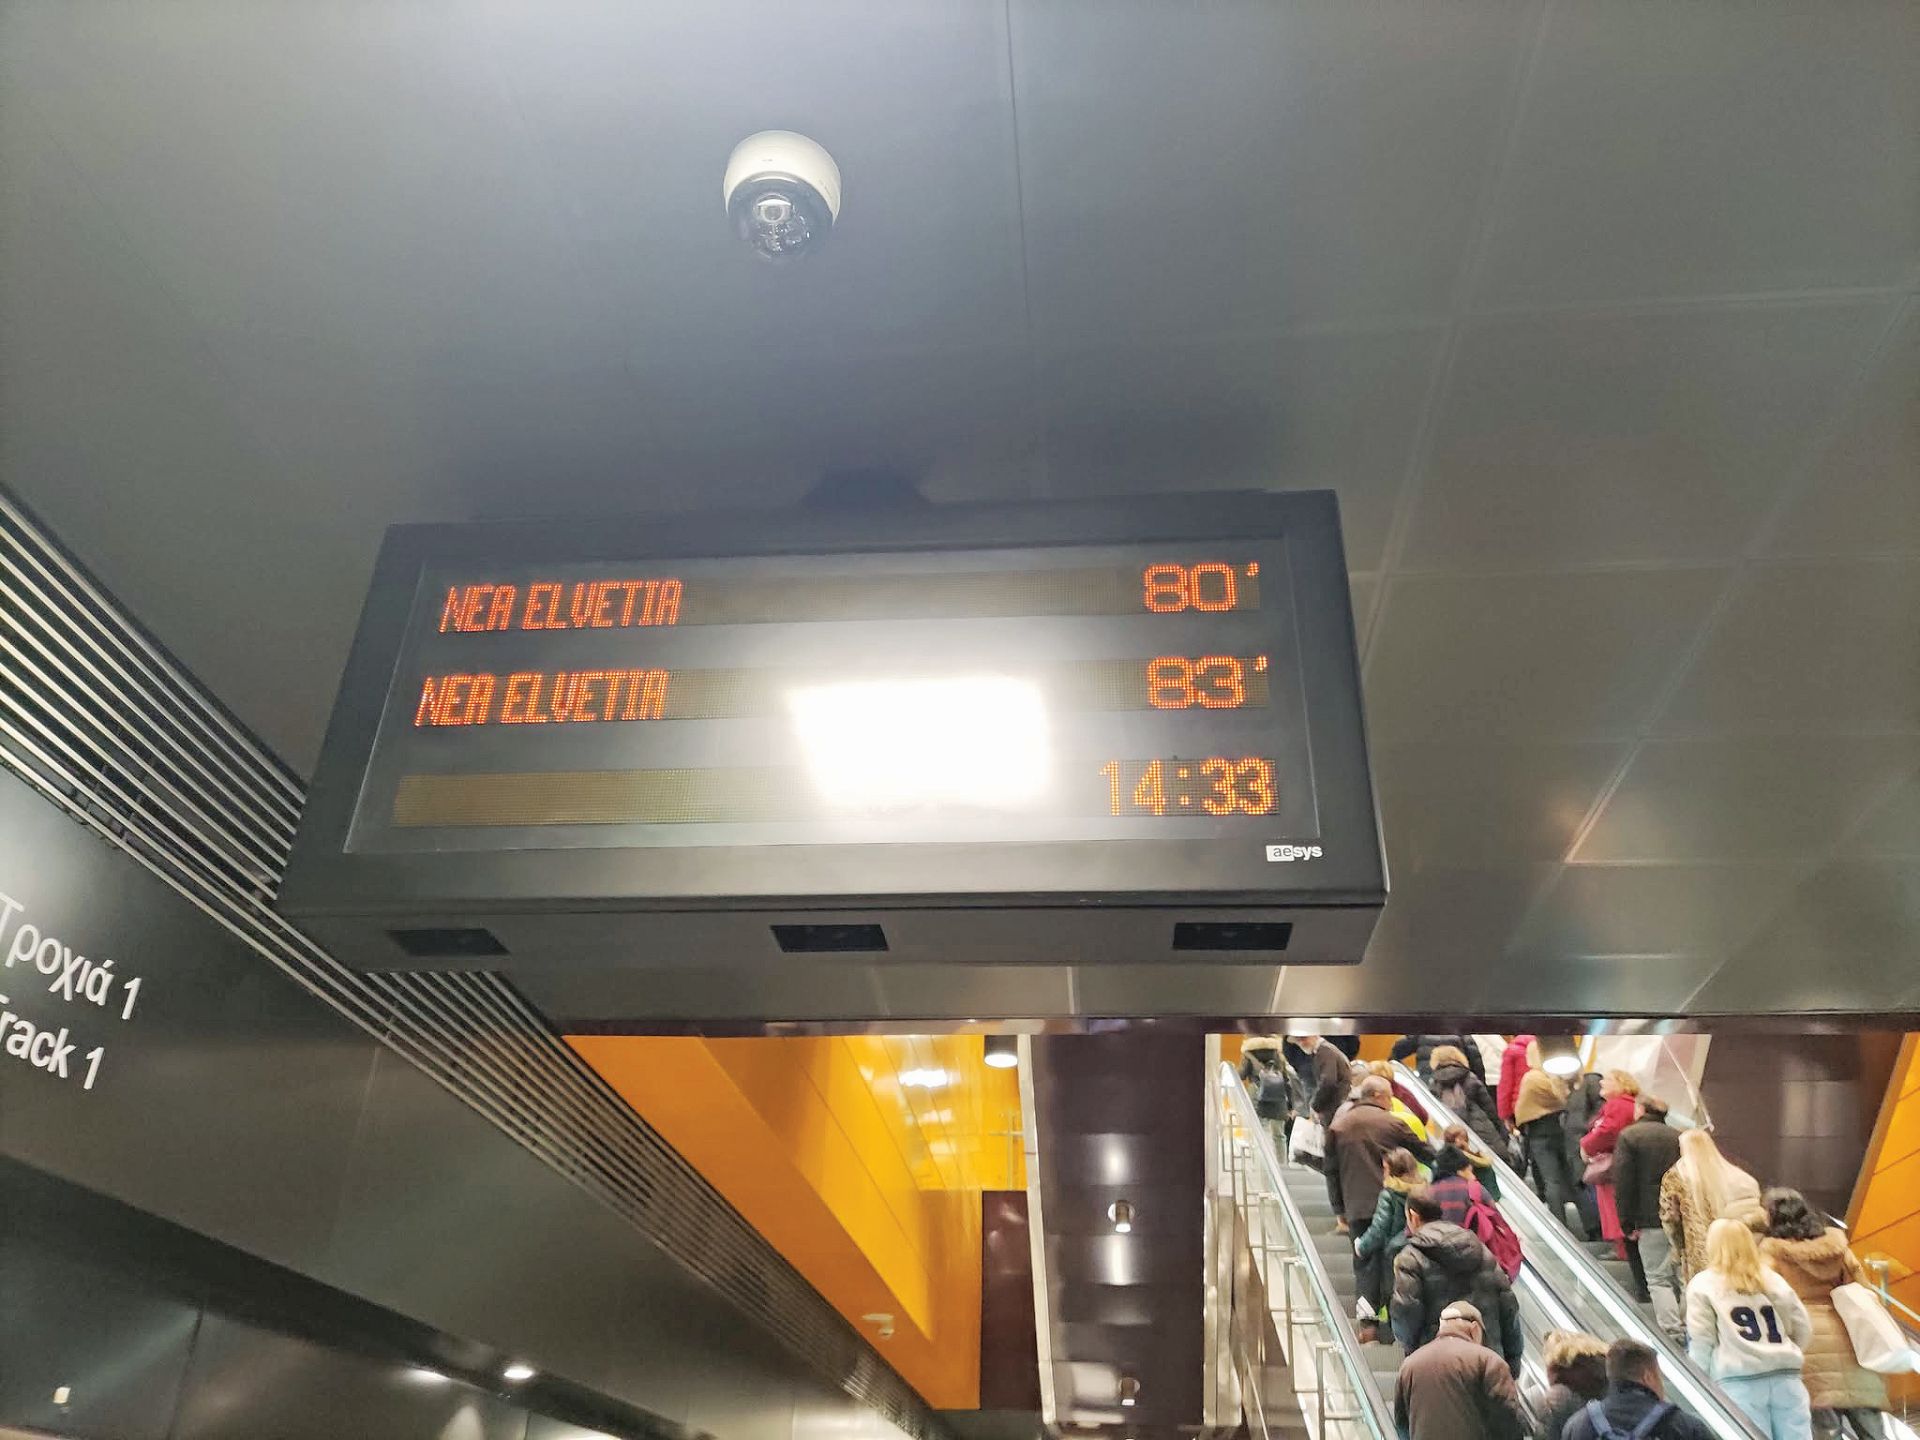 NEA ELVETIA 80'
NEA ELVETIA 83'
14:33
aesys
Τροχιά 1
Track 1
91